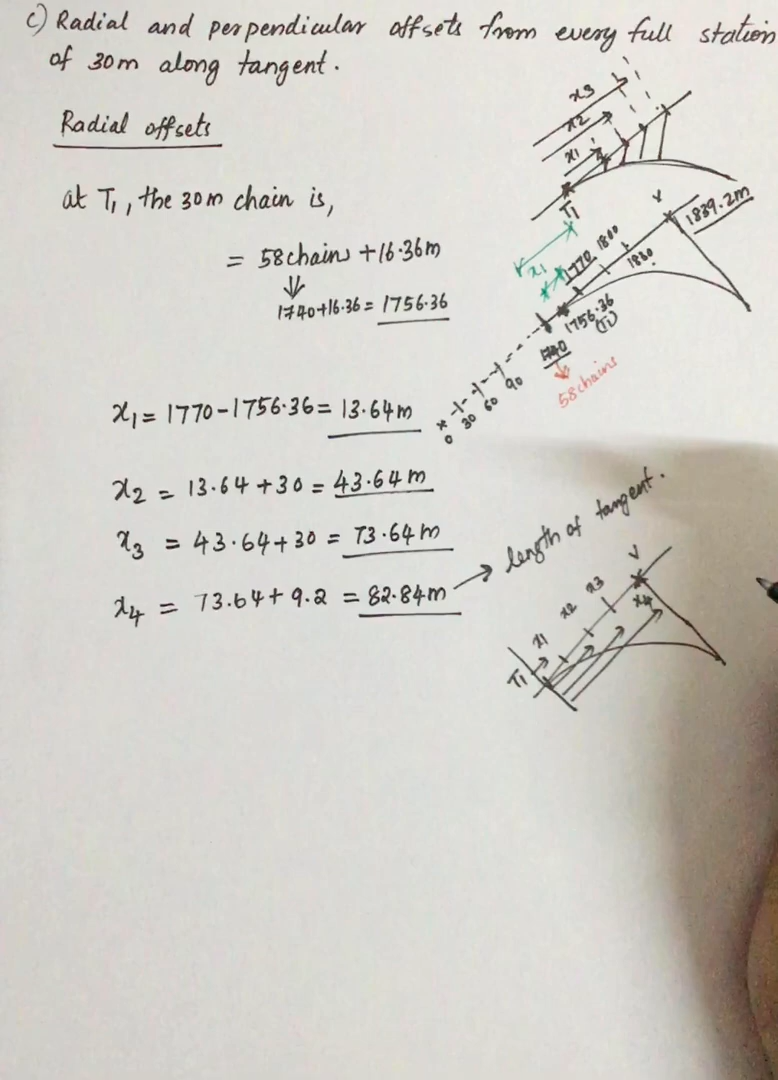 c) Radial and perpendicular offsets from every full station
of 30m along tangent.
Radial offsets
at T1, the 30m chain is,
= 58chains +16.36m
1740+16.36 = 1756.36
x1 = 1770-1756.36 = 13.64m
x2 = 13.64+30 = 43.64m
x3 = 43.64+30 = 73.64m
x4 = 73.64+9.2 = 82.84m
length of tangent.
x3
x2
x1
T1
x1
1770
1800
1830
V
1839.2m
1756.36
(T1)
1740
58chains
0
30
60
90
T1
x1
x2
x3
x4
V